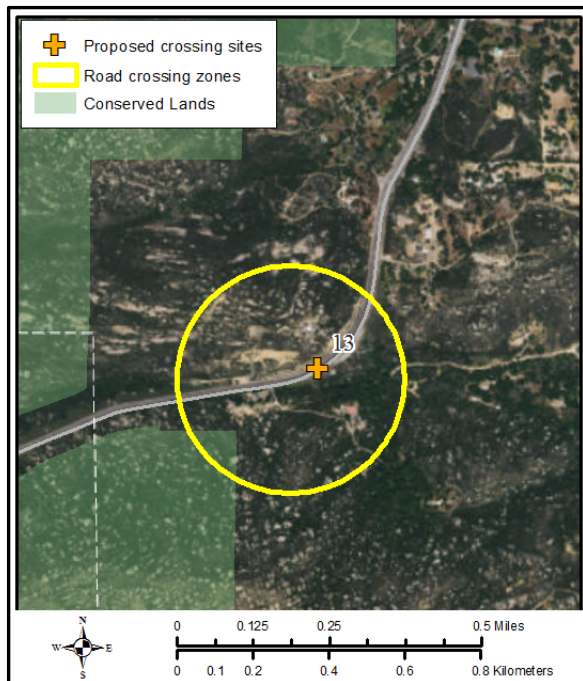 Proposed crossing sites
Road crossing zones
Conserved Lands
13
N
W E
S
0 0.125 0.25 0.5 Miles
0 0.1 0.2 0.4 0.6 0.8 Kilometers